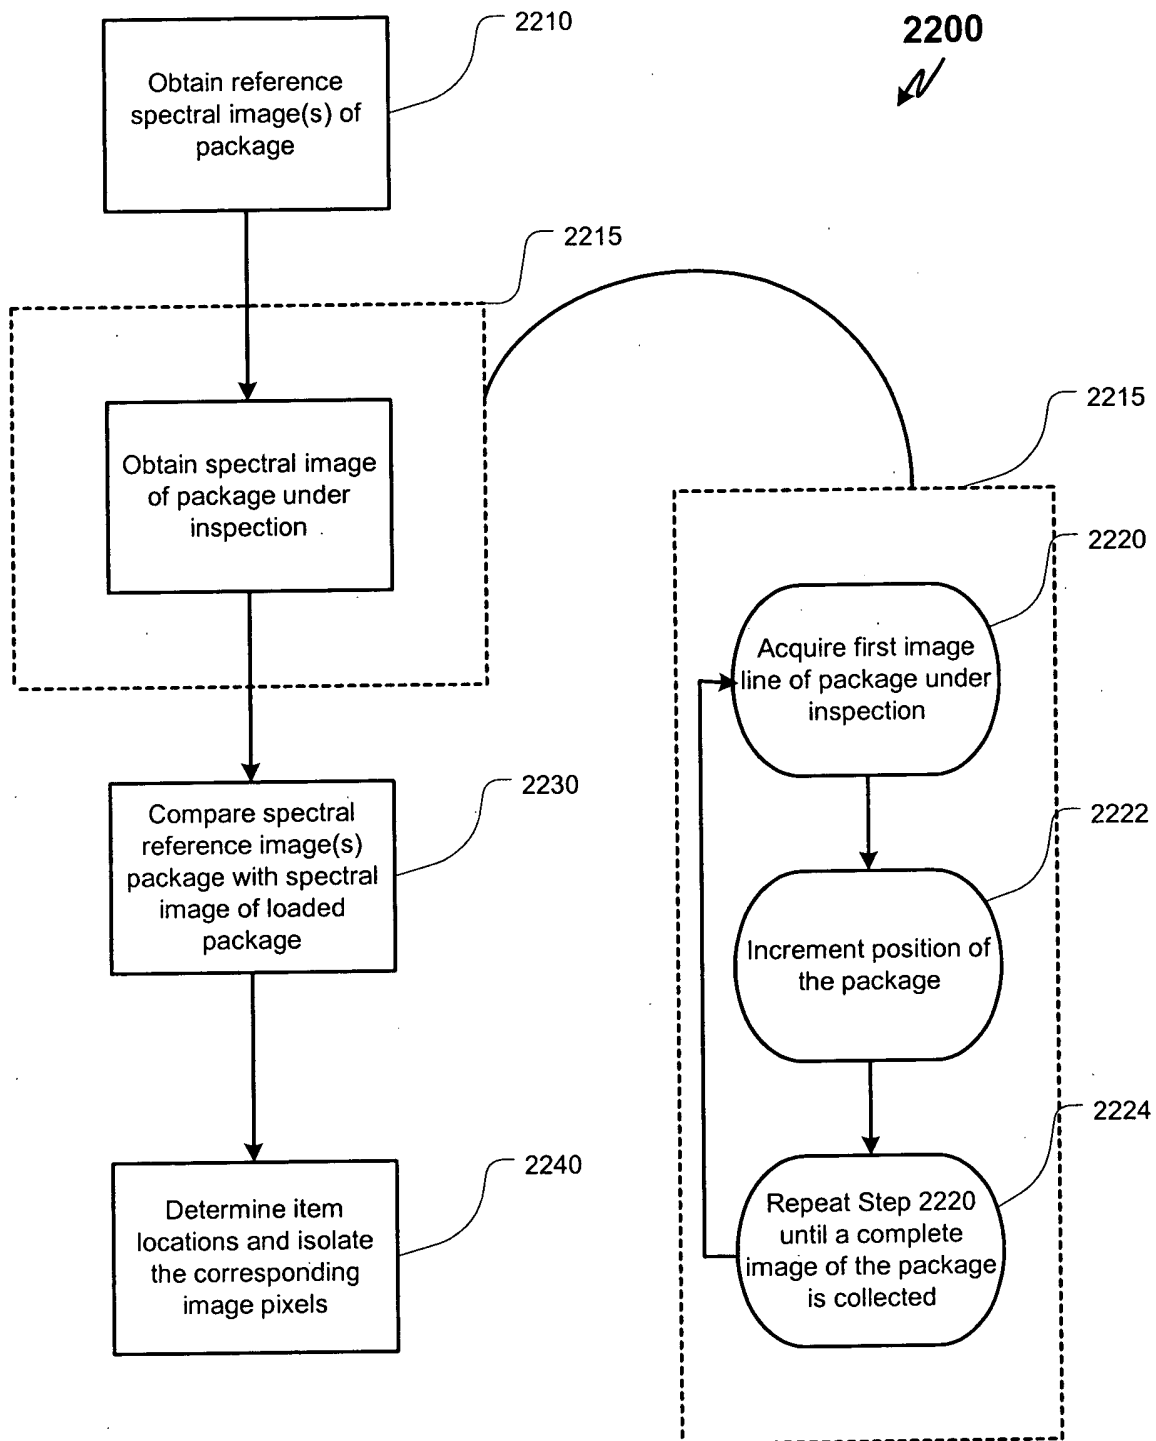 2200
2210
Obtain reference
spectral image(s) of
package
2215
Obtain spectral image
of package under
inspection
2230
Compare spectral
reference image(s)
package with spectral
image of loaded
package
2240
Determine item
locations and isolate
the corresponding
image pixels
2215
2220
Acquire first image
line of package under
inspection
2222
Increment position of
the package
2224
Repeat Step 2220
until a complete
image of the package
is collected